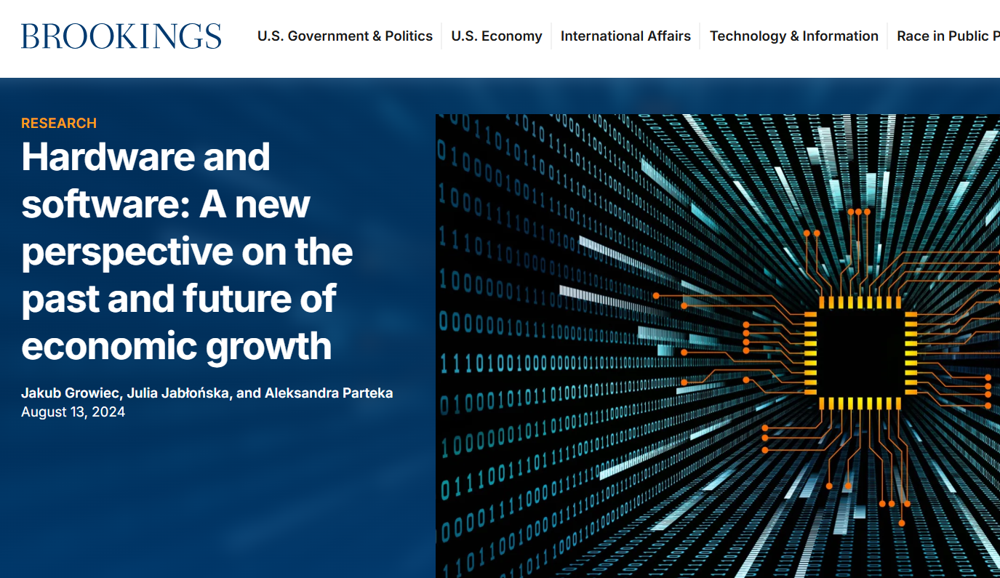 BROOKINGS
U.S. Government & Politics
U.S. Economy
International Affairs
Technology & Information
Race in Public P
RESEARCH
Hardware and
software: A new
perspective on the
past and future of
economic growth
Jakub Growiec, Julia Jabłońska, and Aleksandra Parteka
August 13, 2024